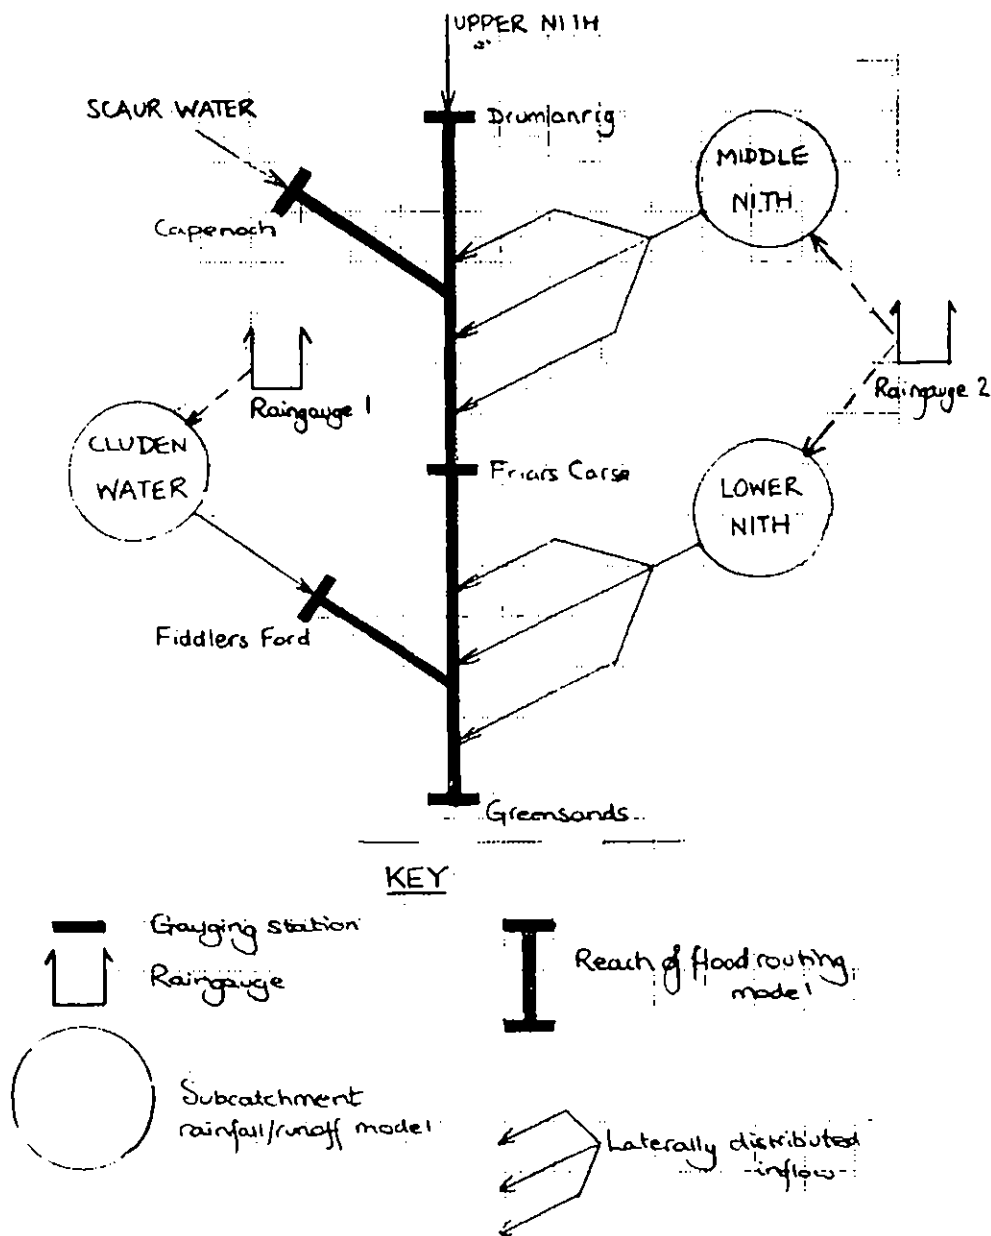 UPPER NITH
SCAUR WATER
Drumlanrig
MIDDLE
NITH
Capenoch
Raingauge 1
Raingauge 2
CLUDEN
WATER
Friars Carse
LOWER
NITH
Fiddlers Ford
Greensands
KEY
Gauging station
Raingauge
Reach of flood routing
model
Subcatchment
rainfall/runoff model
Laterally distributed
inflow